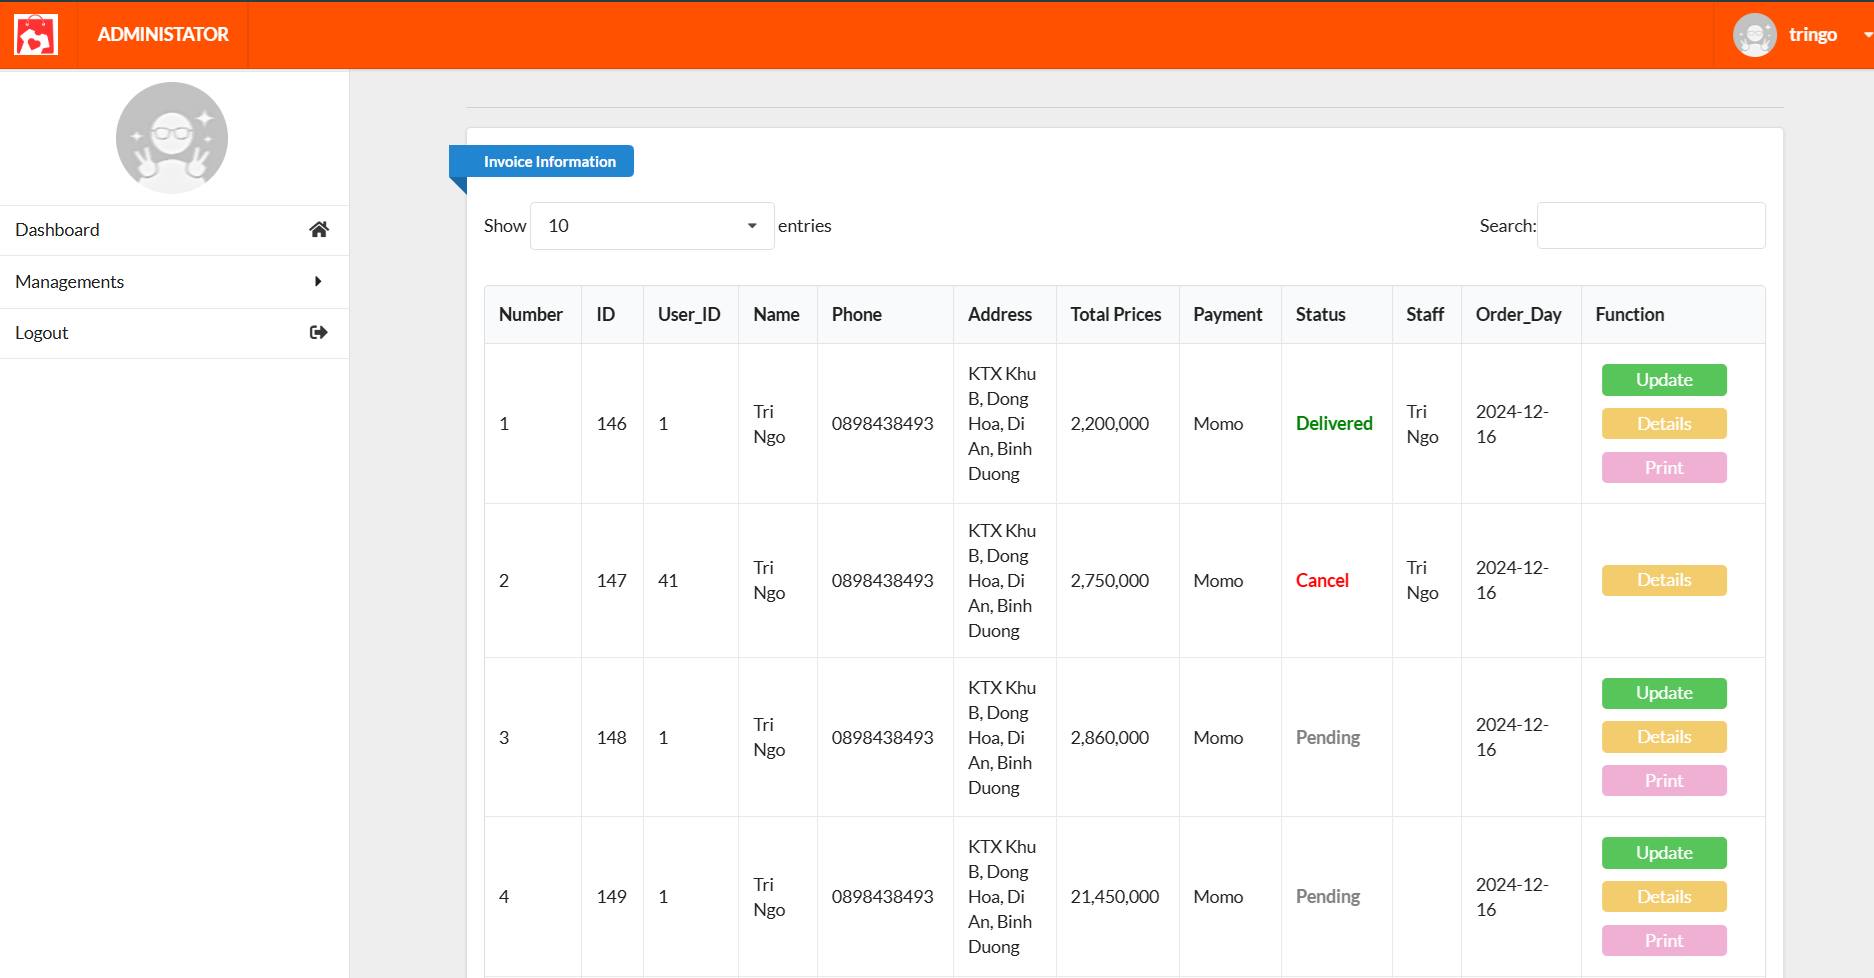 ADMINISTATOR
tringo
Dashboard
Managements
Logout
Invoice Information
Show 10 entries
Search:
Number ID User_ID Name Phone Address Total Prices Payment Status Staff Order_Day Function
1 146 1 Tri Ngo 0898438493 KTX Khu B, Dong Hoa, Di An, Binh Duong 2,200,000 Momo Delivered Tri Ngo 2024-12-16 Update Details Print
2 147 41 Tri Ngo 0898438493 KTX Khu B, Dong Hoa, Di An, Binh Duong 2,750,000 Momo Cancel Tri Ngo 2024-12-16 Details
3 148 1 Tri Ngo 0898438493 KTX Khu B, Dong Hoa, Di An, Binh Duong 2,860,000 Momo Pending 2024-12-16 Update Details Print
4 149 1 Tri Ngo 0898438493 KTX Khu B, Dong Hoa, Di An, Binh Duong 21,450,000 Momo Pending 2024-12-16 Update Details Print